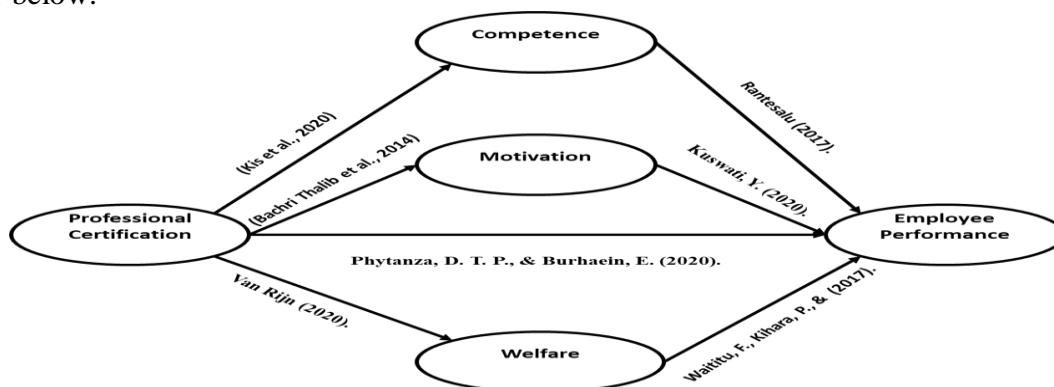 below:
Competence
Rantesalu (2017).
(Kis et al., 2020)
Motivation
(Bachri Thalib et al., 2014)
Kuswati, Y. (2020).
Professional
Certification
Employee
Performance
Phytanza, D. T. P., & Burhaein, E. (2020).
Van Rijn (2020).
Welfare
Waititu, F., Kihara, P., & (2017).